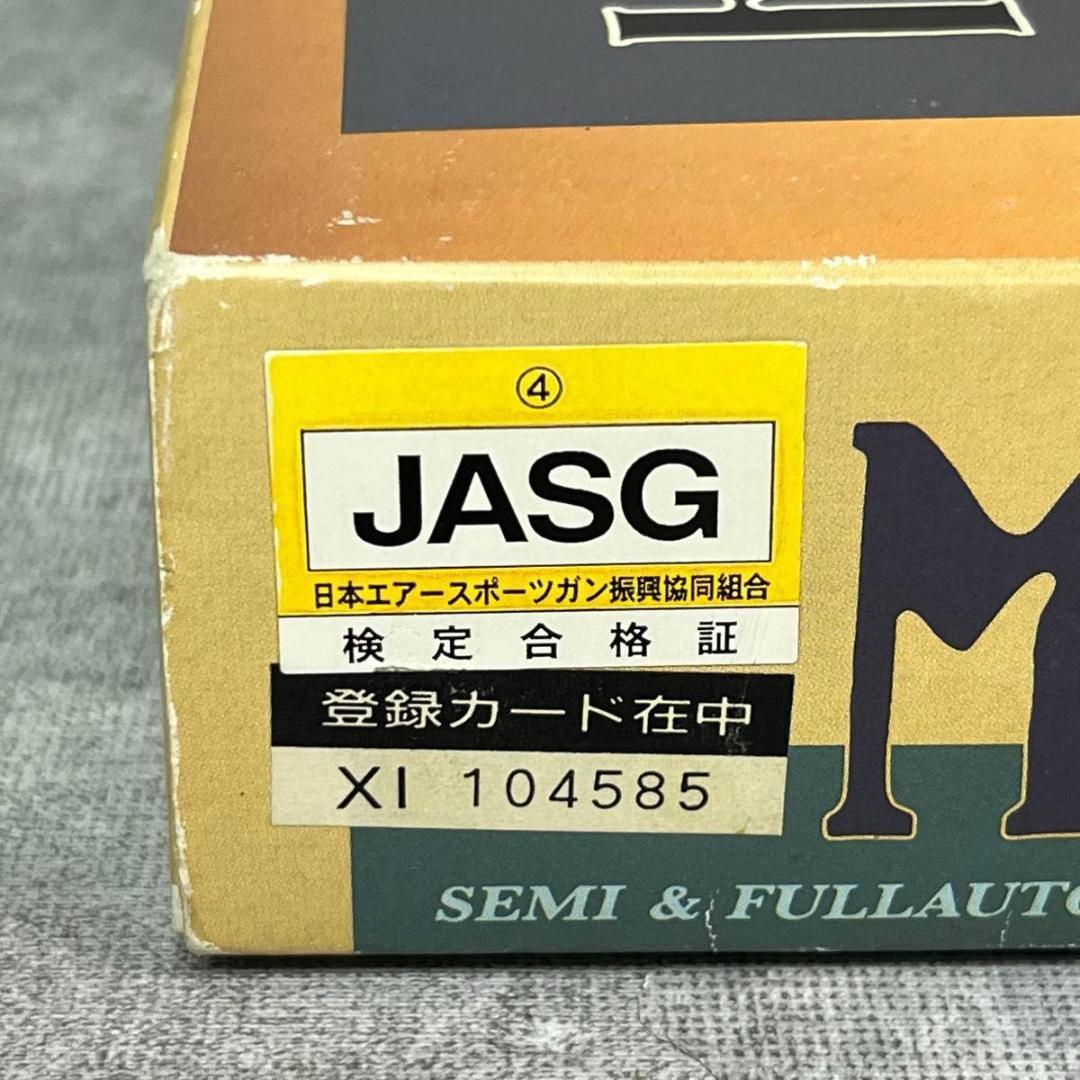 ④
JASG
日本エアースポーツガン振興協同組合
検定合格証
登録カード在中
XI 104585
M
SEMI & FULLAUTO